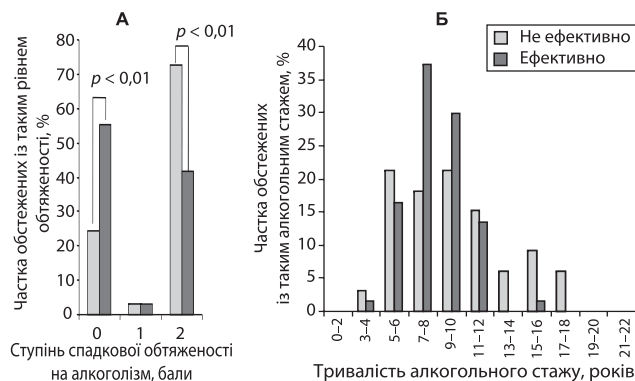 А
Частка обстежених із таким рівнем
обтяженості, %
80
70
60
50
40
30
20
10
0
p < 0,01
p < 0,01
0 1 2
Ступінь спадкової обтяженості
на алкоголізм, бали
Б
Не ефективно
Ефективно
Частка обстежених
із таким алкогольним стажем, %
40
35
30
25
20
15
10
5
0
0–2
3–4
5–6
7–8
9–10
11–12
13–14
15–16
17–18
19–20
21–22
Тривалість алкогольного стажу, років